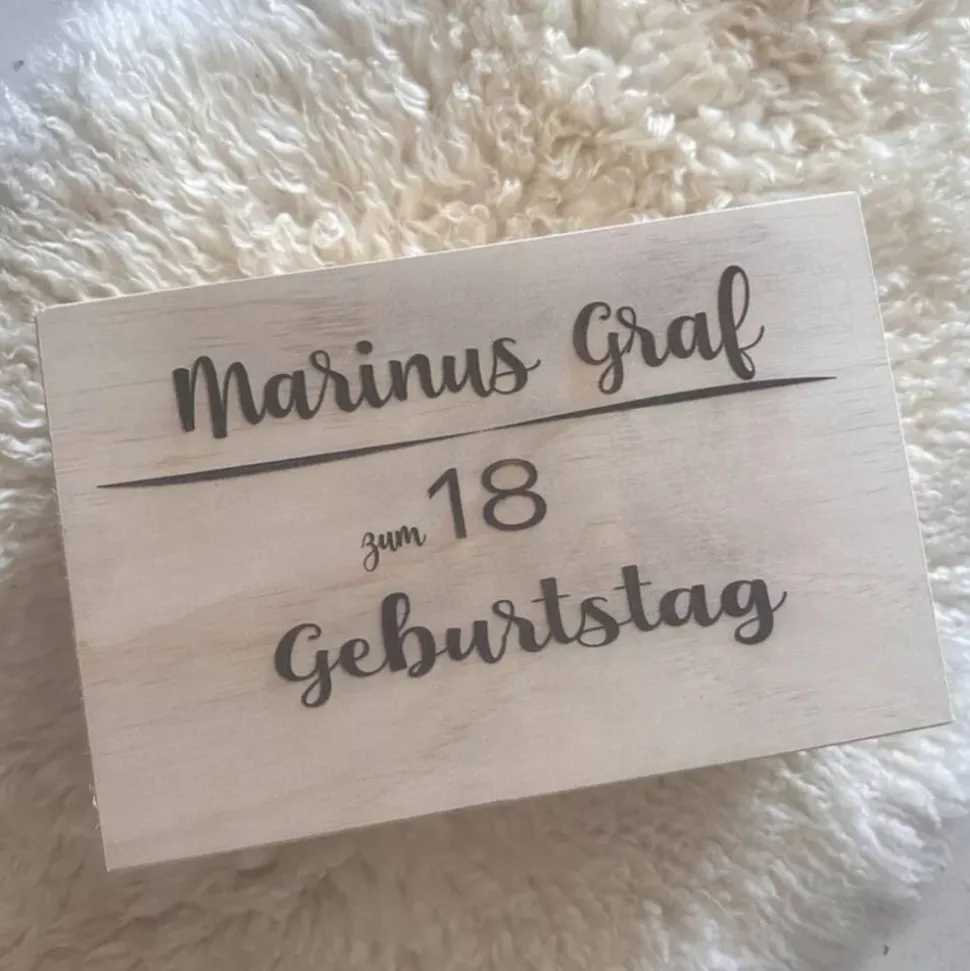 Marinus Graf
zum 18
Geburtstag